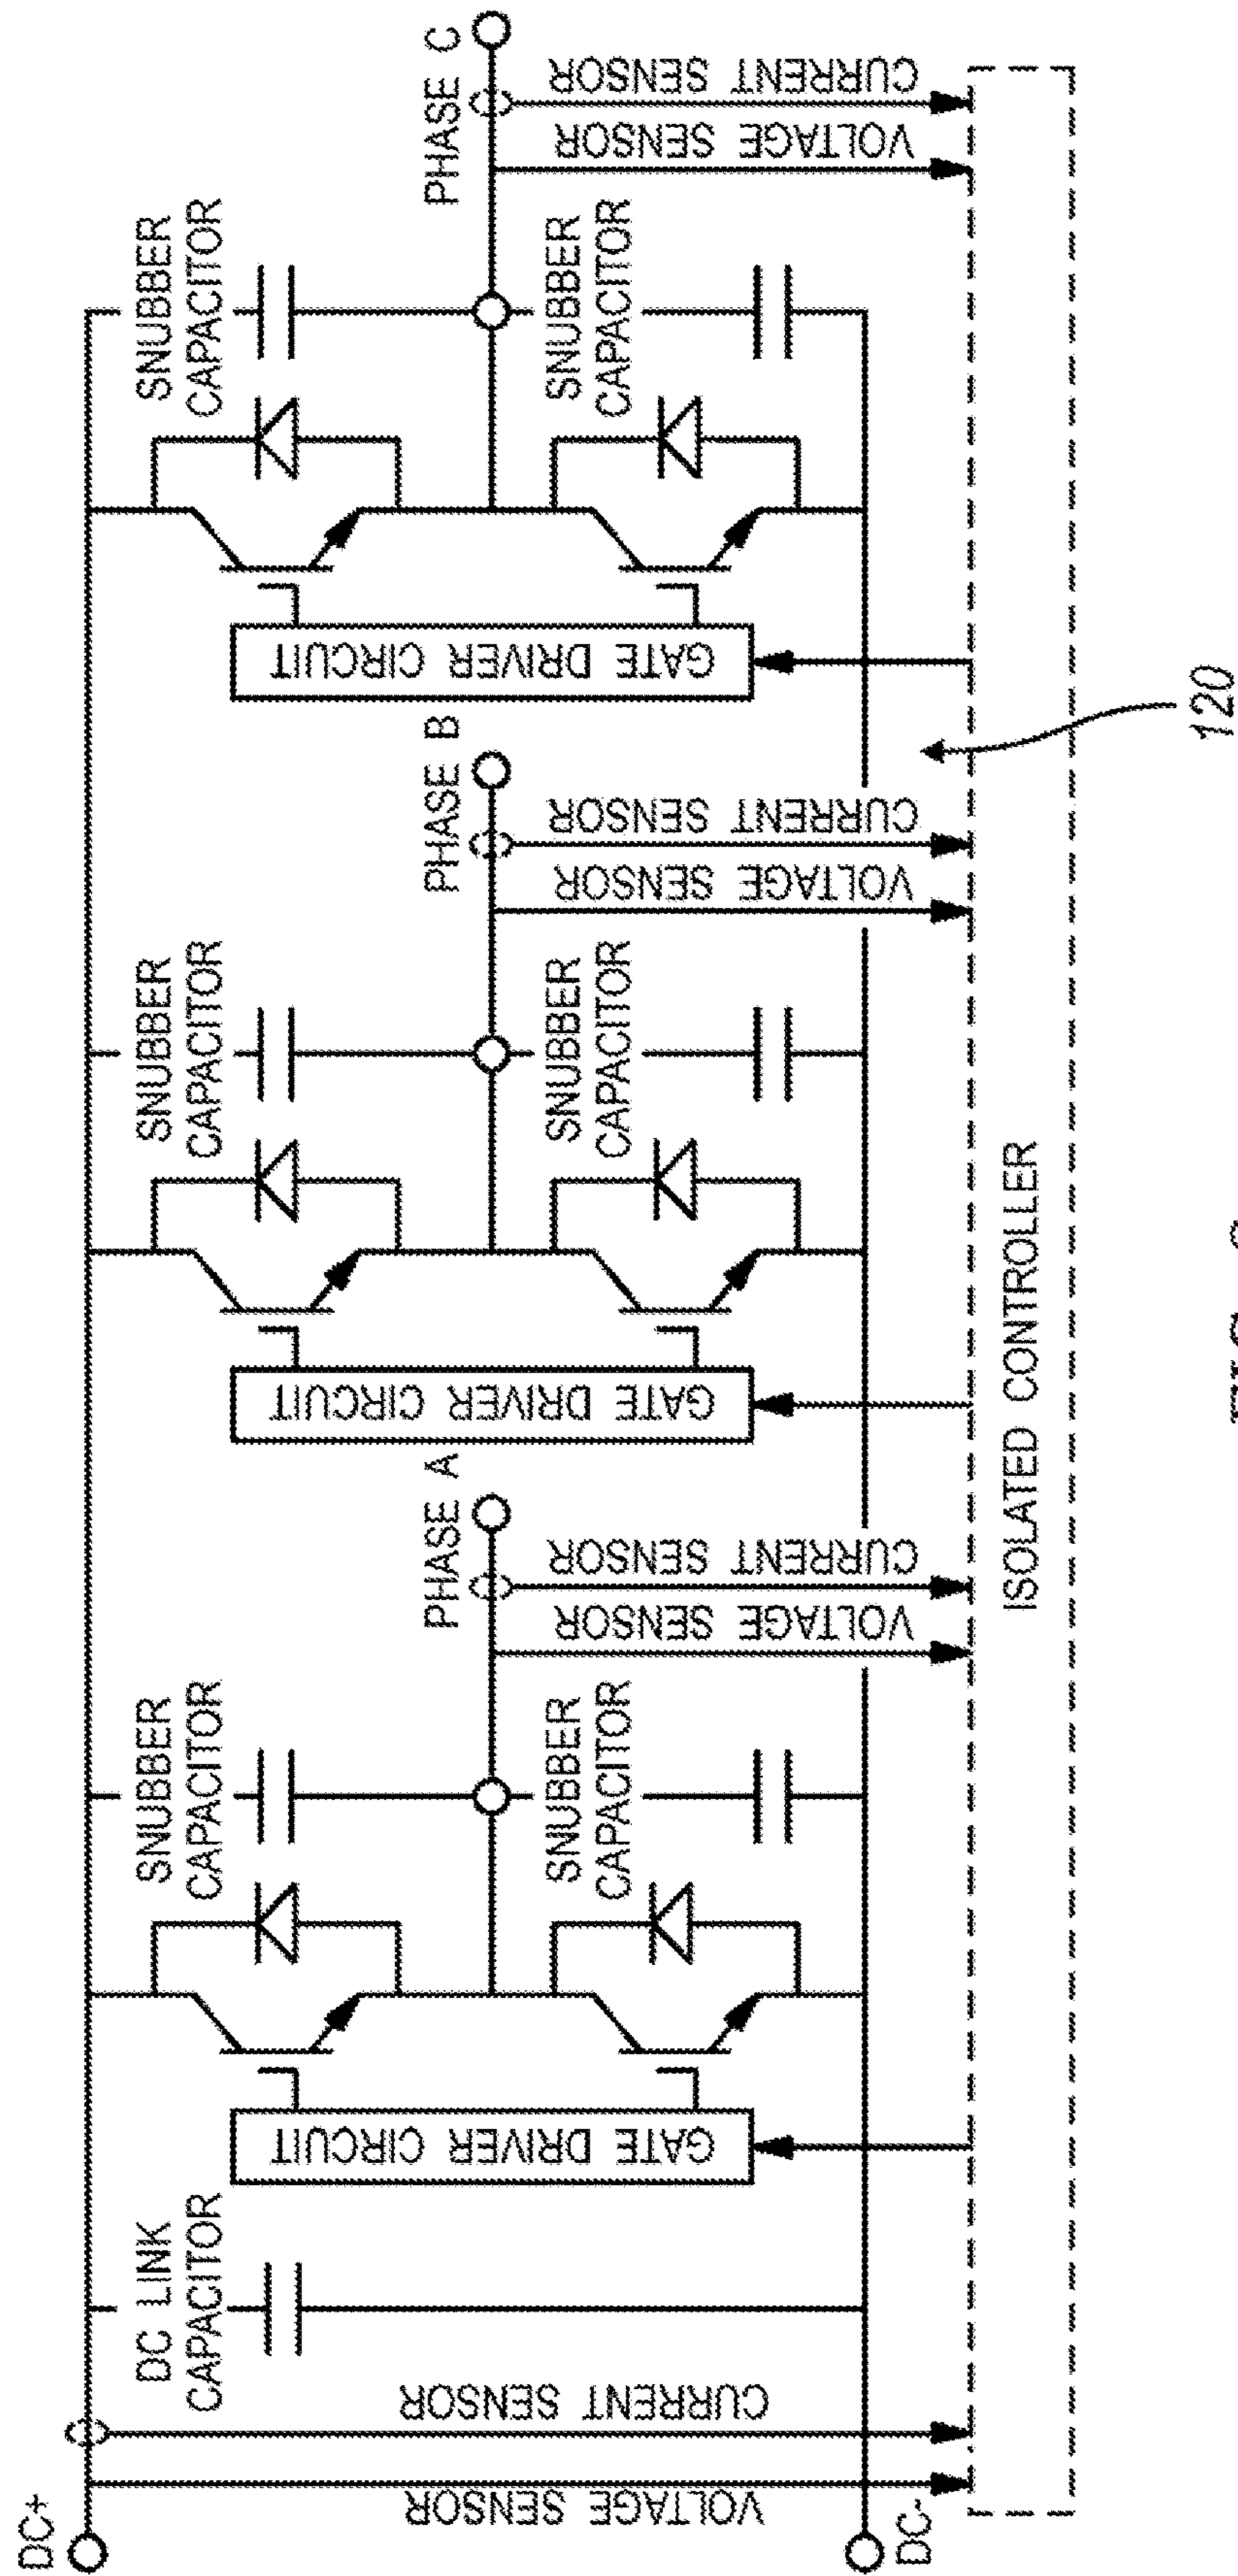 DC+
VOLTAGE SENSOR
CURRENT SENSOR
DC LINK
CAPACITOR
DC-
GATE DRIVER CIRCUIT
SNUBBER
CAPACITOR
SNUBBER
CAPACITOR
PHASE A
VOLTAGE SENSOR
CURRENT SENSOR
GATE DRIVER CIRCUIT
SNUBBER
CAPACITOR
SNUBBER
CAPACITOR
PHASE B
VOLTAGE SENSOR
CURRENT SENSOR
GATE DRIVER CIRCUIT
SNUBBER
CAPACITOR
SNUBBER
CAPACITOR
PHASE C
VOLTAGE SENSOR
CURRENT SENSOR
ISOLATED CONTROLLER
120